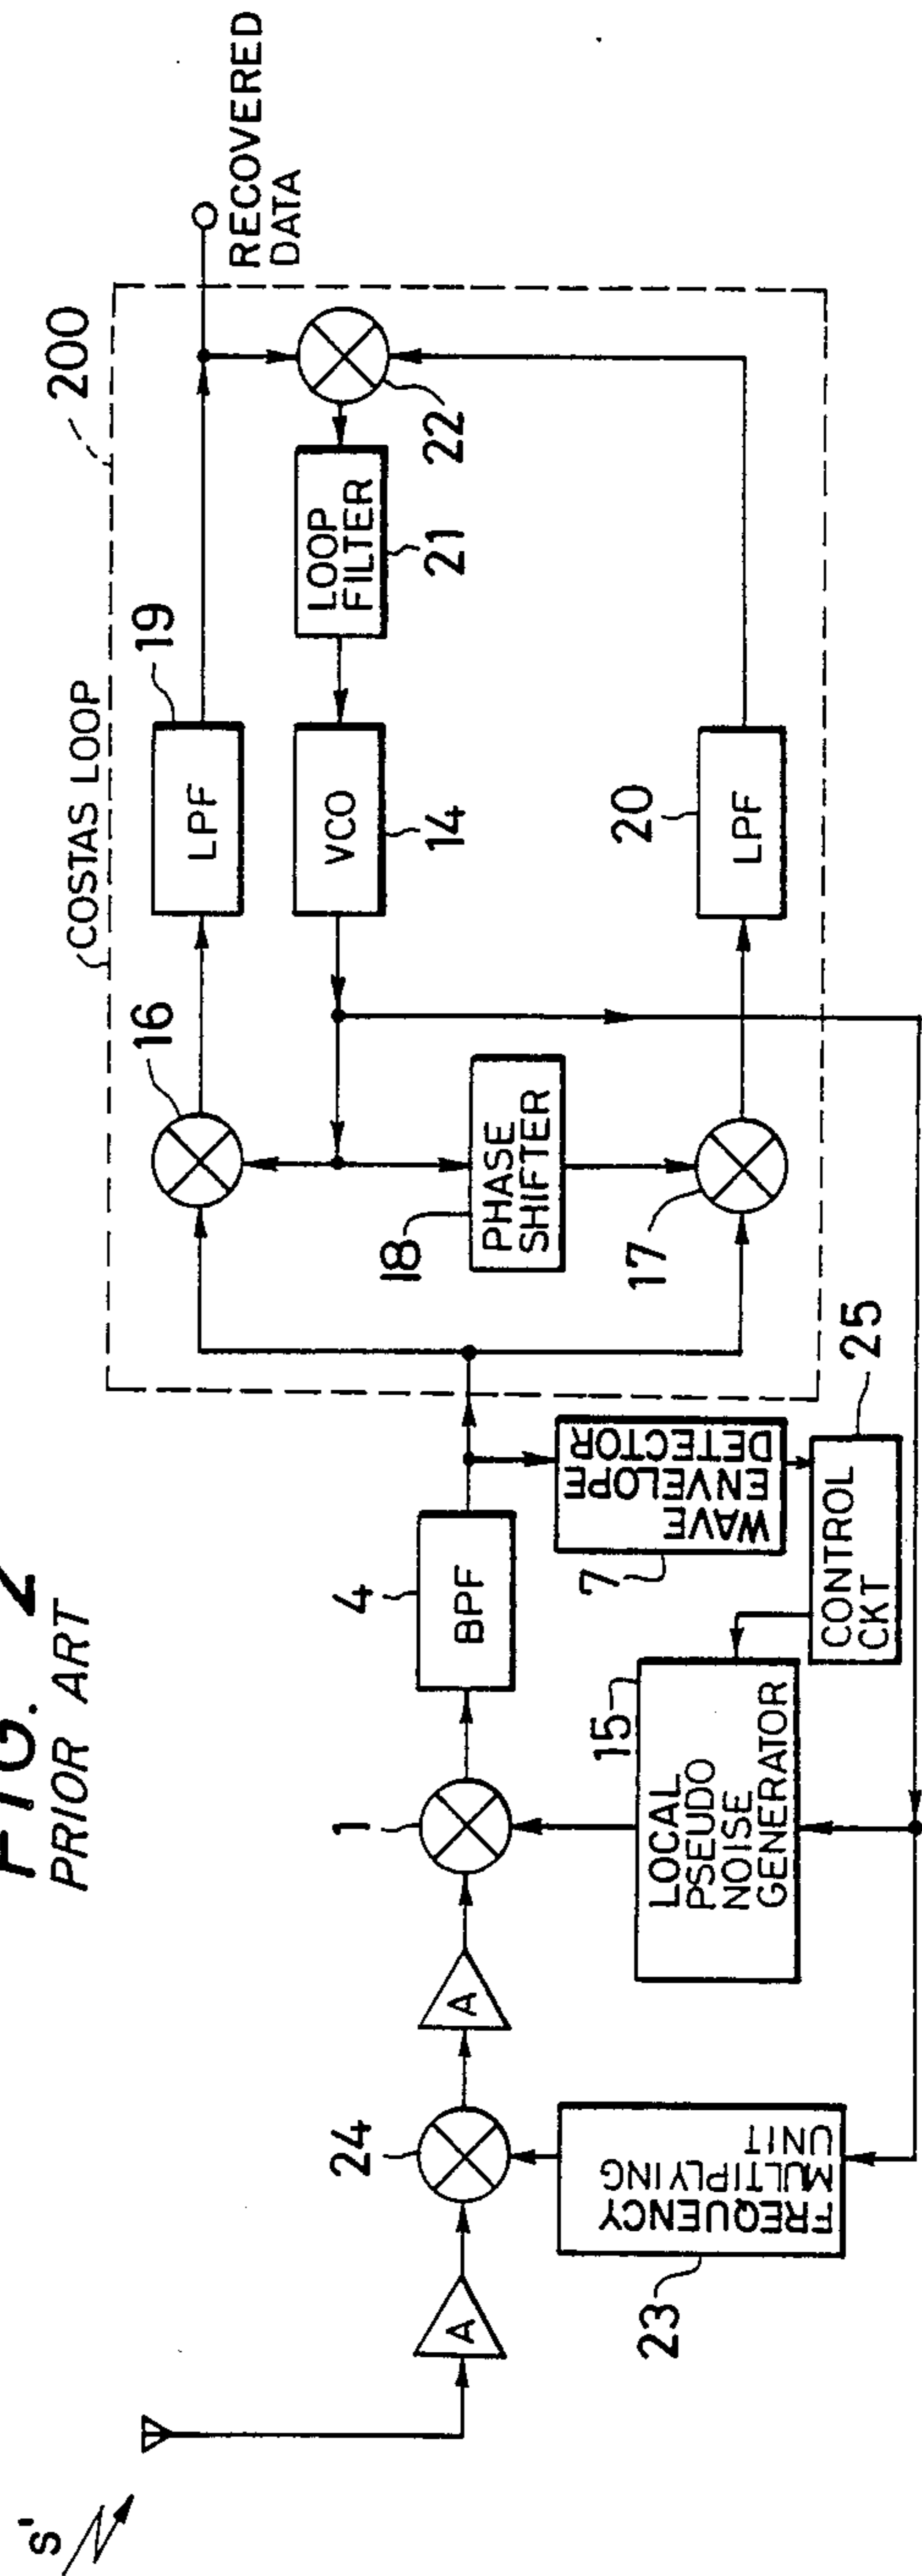 FIG. 2
PRIOR ART
S'
A
24
FREQUENCY
MULTIPLYING
UNIT
23
A
1
LOCAL
PSEUDO
NOISE
GENERATOR
15
4
BPF
WAVE
ENVELOPE
DETECTOR
7
CONTROL
CKT
25
COSTAS LOOP
200
16
LPF
19
VCO
14
LOOP
FILTER
21
22
PHASE
SHIFTER
18
17
LPF
20
RECOVERED
DATA